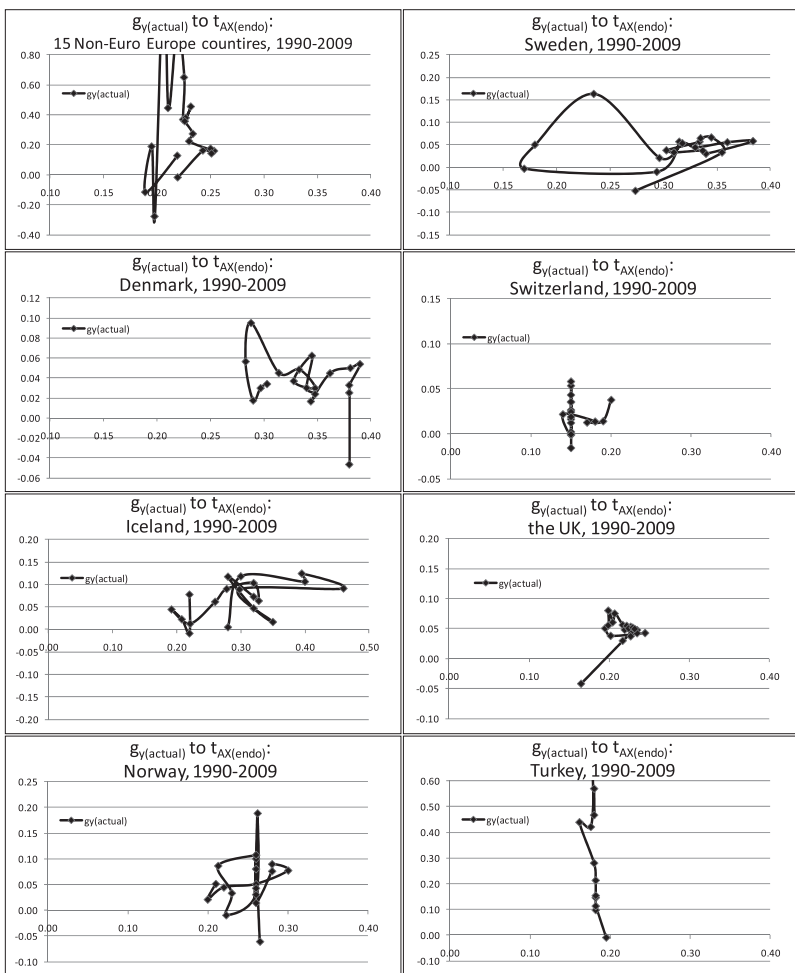 gy(actual) to tAX(endo):
15 Non-Euro Europe countires, 1990-2009
0.80
0.60
gy(actual)
0.40
0.20
0.00
0.10 0.15 0.20 0.25 0.30 0.35 0.40
-0.20
-0.40
gy(actual) to tAX(endo):
Sweden, 1990-2009
0.25
0.20
gy(actual)
0.15
0.10
0.05
0.00
0.10 0.15 0.20 0.25 0.30 0.35 0.40
-0.05
-0.10
-0.15
gy(actual) to tAX(endo):
Denmark, 1990-2009
0.12
0.10
gy(actual)
0.08
0.06
0.04
0.02
0.00
-0.02 0.10 0.15 0.20 0.25 0.30 0.35 0.40
-0.04
-0.06
gy(actual) to tAX(endo):
Switzerland, 1990-2009
0.15
gy(actual)
0.10
0.05
0.00
0.00 0.10 0.20 0.30 0.40
-0.05
gy(actual) to tAX(endo):
Iceland, 1990-2009
0.20
0.15
gy(actual)
0.10
0.05
0.00
0.00 0.10 0.20 0.30 0.40 0.50
-0.05
-0.10
-0.15
-0.20
gy(actual) to tAX(endo):
the UK, 1990-2009
0.20
0.15
gy(actual)
0.10
0.05
0.00
0.00 0.10 0.20 0.30 0.40
-0.05
-0.10
gy(actual) to tAX(endo):
Norway, 1990-2009
0.25
0.20
gy(actual)
0.15
0.10
0.05
0.00
0.00 0.10 0.20 0.30 0.40
-0.05
-0.10
gy(actual) to tAX(endo):
Turkey, 1990-2009
0.60
0.50
gy(actual)
0.40
0.30
0.20
0.10
0.00
0.00 0.10 0.20 0.30 0.40
-0.10